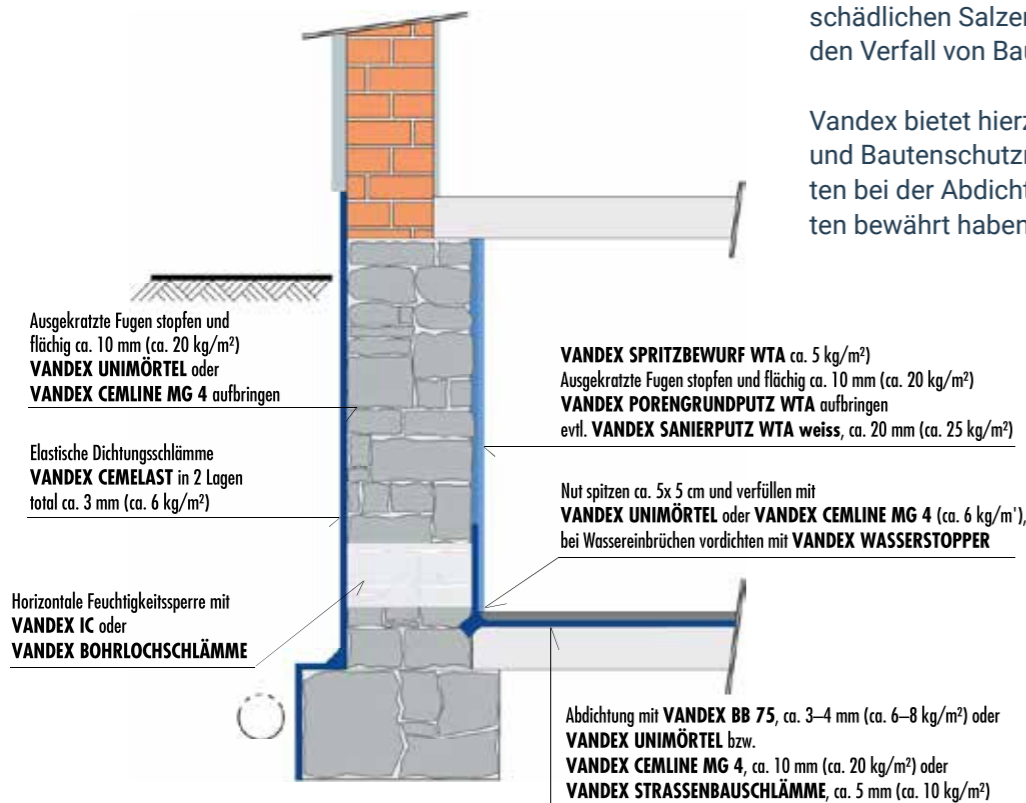 schädlichen Salzen
den Verfall von Bau
Vandex bietet hierz
und Bautenschutz
ten bei der Abdicht
ten bewährt haben
Ausgekratzte Fugen stopfen und
flächig ca. 10 mm (ca. 20 kg/m²)
VANDEX UNIMÖRTEL oder
VANDEX CEMLINE MG 4 aufbringen
Elastische Dichtungsschlämme
VANDEX CEMELAST in 2 Lagen
total ca. 3 mm (ca. 6 kg/m²)
Horizontale Feuchtigkeitssperre mit
VANDEX IC oder
VANDEX BOHRLOCHSCHLÄMME
VANDEX SPRITZBEWURF WTA ca. 5 kg/m²)
Ausgekratzte Fugen stopfen und flächig ca. 10 mm (ca. 20 kg/m²)
VANDEX PORENGRUNDPUTZ WTA aufbringen
evtl. VANDEX SANIERPUTZ WTA weiss, ca. 20 mm (ca. 25 kg/m²)
Nut spitzen ca. 5x 5 cm und verfüllen mit
VANDEX UNIMÖRTEL oder VANDEX CEMLINE MG 4 (ca. 6 kg/m'),
bei Wassereinbrüchen vordichten mit VANDEX WASSERSTOPPER
Abdichtung mit VANDEX BB 75, ca. 3–4 mm (ca. 6–8 kg/m²) oder
VANDEX UNIMÖRTEL bzw.
VANDEX CEMLINE MG 4, ca. 10 mm (ca. 20 kg/m²) oder
VANDEX STRASSENBAUSCHLÄMME, ca. 5 mm (ca. 10 kg/m²)